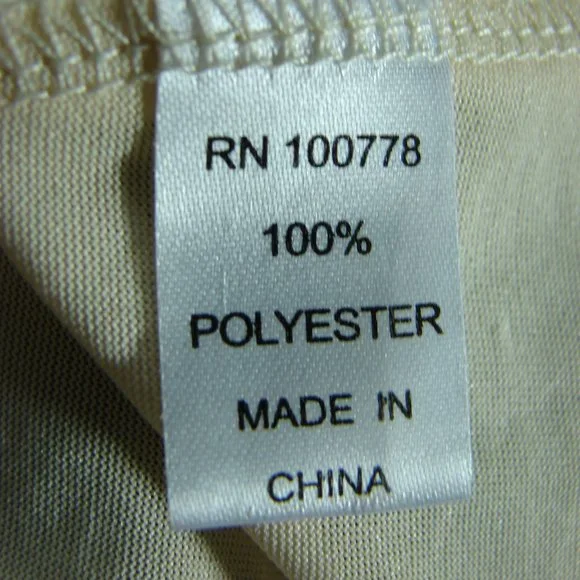 RN 100778
100%
POLYESTER
MADE IN
CHINA